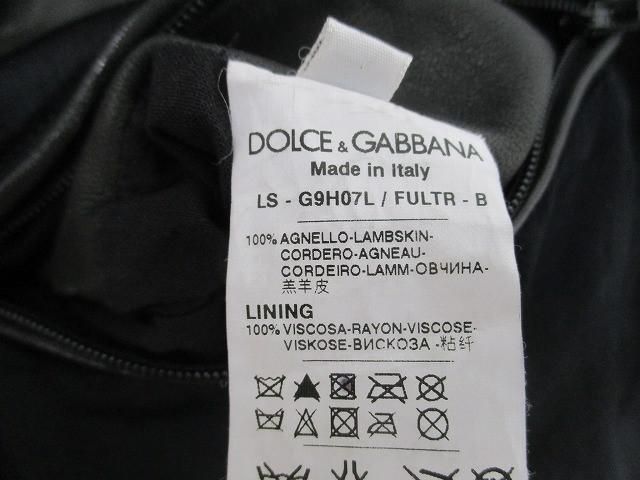 DOLCE & GABBANA
Made in Italy
LS - G9H07L / FULTR - B
100% AGNELLO-LAMBSKIN-
CORDERO-AGNEAU-
CORDEIRO-LAMM-ОВЧИНА-
羔羊皮
LINING
100% VISCOSA-RAYON-VISCOSE-
VISKOSE-ВИСКОЗА -粘纤